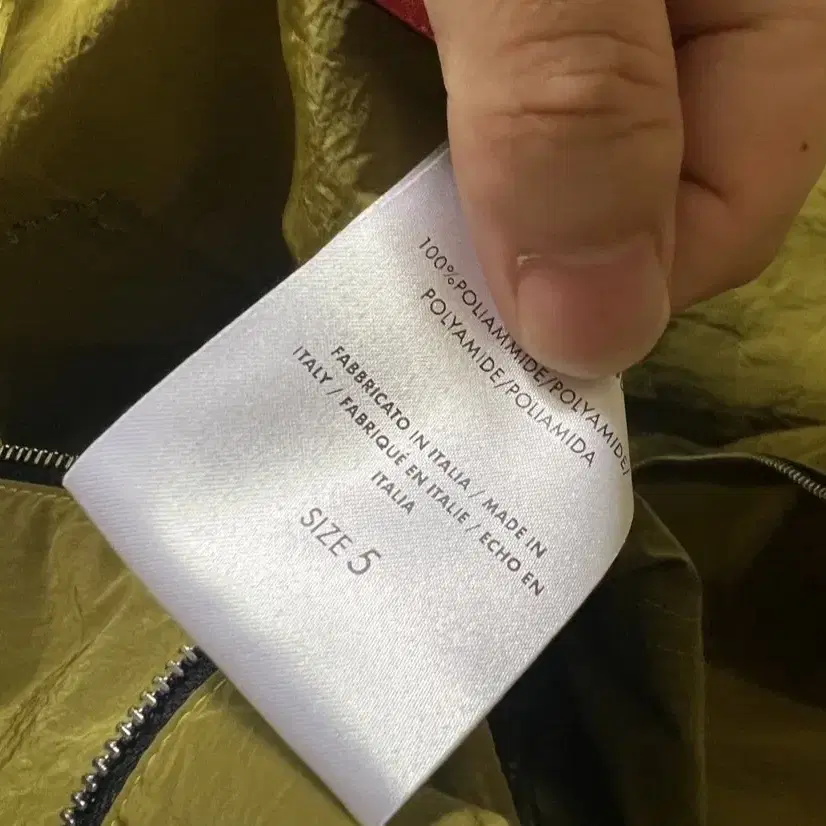 100%POLIAMMIDE/POLYAMIDE/
POLYAMIDE/POLIAMIDA
FABBRICATO IN ITALIA / MADE IN
ITALY / FABRIQUÉ EN ITALIE / ECHO EN
ITALIA
SIZE 5